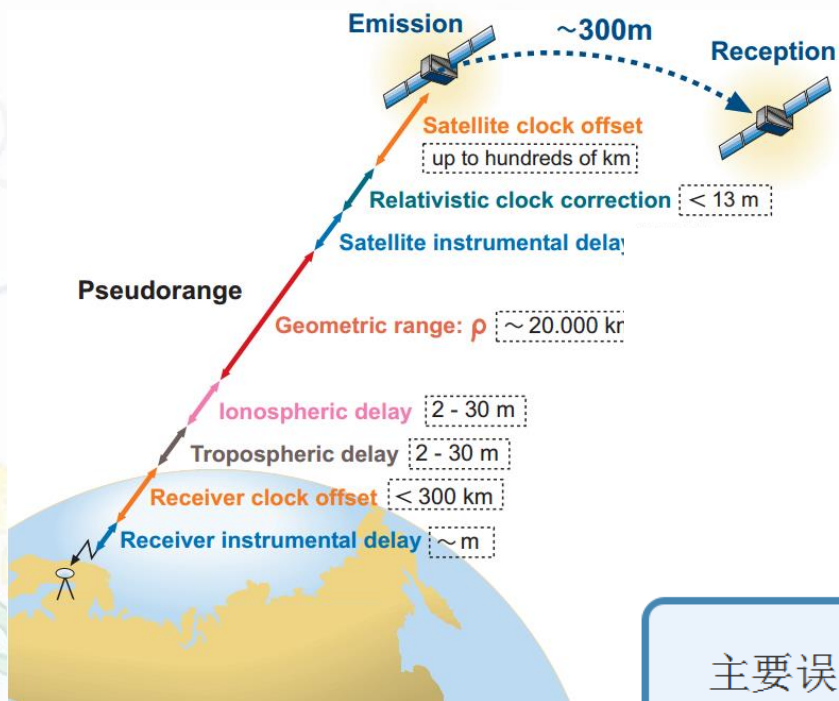 Emission
~300m
Reception
Satellite clock offset
up to hundreds of km
Relativistic clock correction < 13 m
Satellite instrumental
Pseudorange
Geometric range: ρ ~ 20.000
Ionospheric delay 2 - 30 m
Tropospheric delay 2 - 30 m
Receiver clock offset < 300 km
Receiver instrumental delay ~ m
主要误